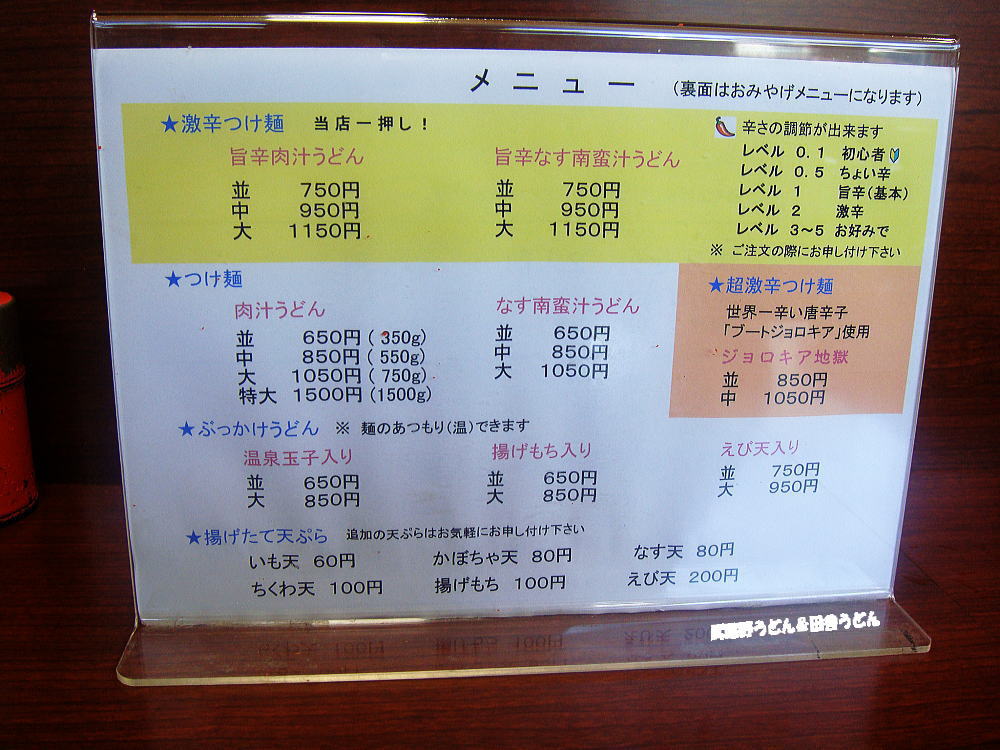 メニュー （裏面はおみやげメニューになります）
★激辛つけ麺 当店一押し！
旨辛肉汁うどん
並 750円
中 950円
大 1150円
旨辛なす南蛮汁うどん
並 750円
中 950円
大 1150円
辛さの調節が出来ます
レベル 0.1 初心者
レベル 0.5 ちょい辛
レベル 1 旨辛(基本)
レベル 2 激辛
レベル 3～5 お好みで
※ ご注文の際にお申し付け下さい
★つけ麺
肉汁うどん
並 650円（ 350g）
中 850円（ 550g）
大 1050円（ 750g）
特大 1500円（1500g）
なす南蛮汁うどん
並 650円
中 850円
大 1050円
★超激辛つけ麺
世界一辛い唐辛子
「ブートジョロキア」使用
ジョロキア地獄
並 850円
中 1050円
★ぶっかけうどん ※ 麺のあつもり（温）できます
温泉玉子入り
並 650円
大 850円
揚げもち入り
並 650円
大 850円
えび天入り
並 750円
大 950円
★揚げたて天ぷら 追加の天ぷらはお気軽にお申し付け下さい
いも天 60円 かぼちゃ天 80円 なす天 80円
ちくわ天 100円 揚げもち 100円 えび天 200円
うどん＆田舎うどん